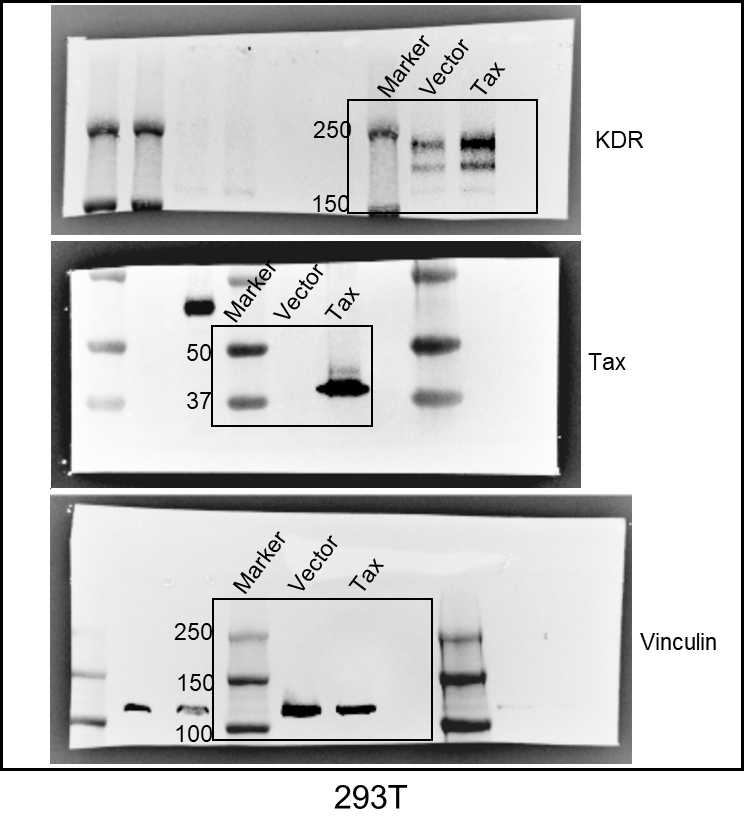 Marker Vector Tax
250
KDR
150
Marker Vector Tax
50
Tax
37
Marker Vector Tax
250
Vinculin
150
100
293T